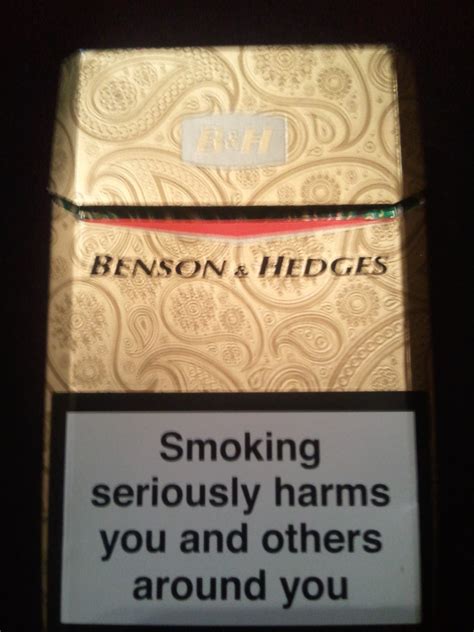 B&H
BENSON & HEDGES
Smoking
seriously harms
you and others
around you